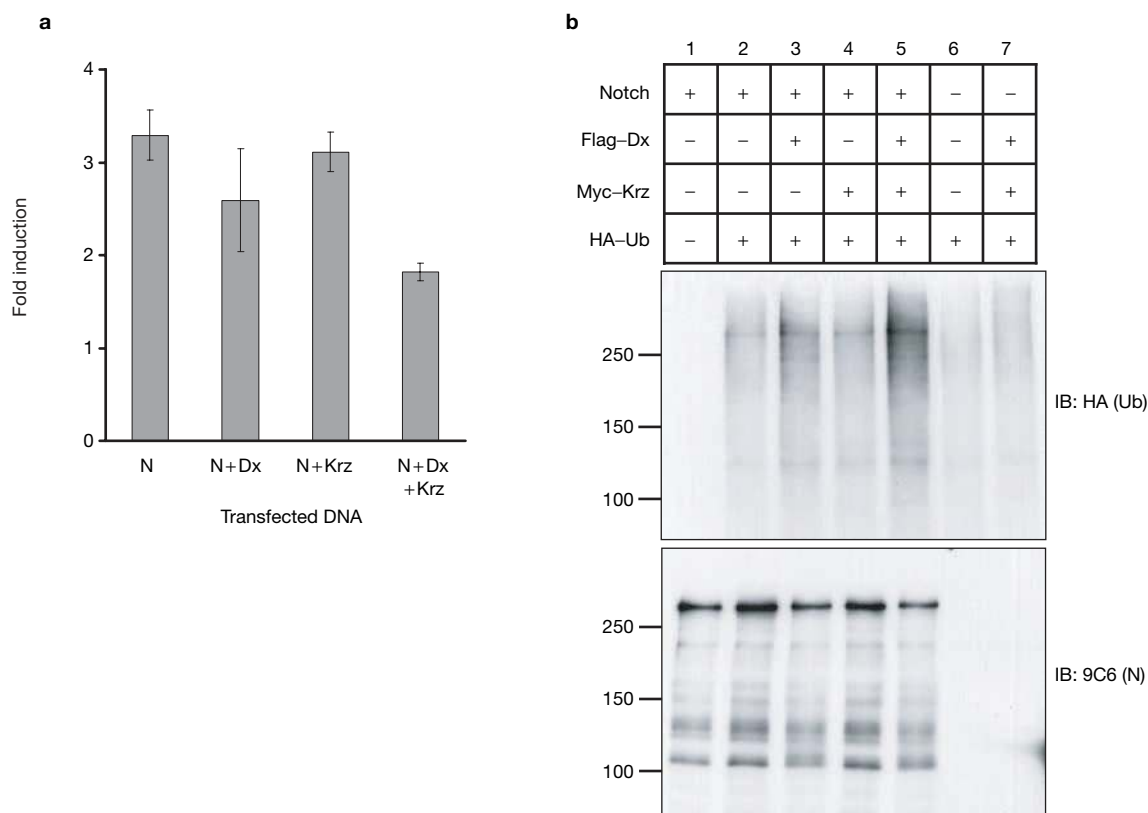 a
4
3
2
1
0
Fold induction
N N+Dx N+Krz N+Dx
+Krz
Transfected DNA
b
1 2 3 4 5 6 7
Notch + + + + + – –
Flag–Dx – – + – + – +
Myc–Krz – – – + + – +
HA–Ub – + + + + + +
250
150
100
IB: HA (Ub)
250
150
100
IB: 9C6 (N)